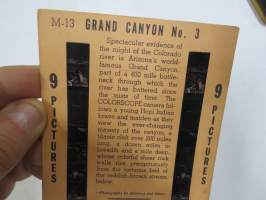 M-13 GRAND CANYON No. 3
Spectacular evidence of
the might of the Colorado
river is Arizona's world-
famous Grand Canyon,
part of a 400 mile bottle-
neck through which the
river has battered since
the mists of time. The
COLORSCOPE camera fol-
lows a young Hopi Indian
brave and maiden as they
view the ever-changing
majesty of the canyon, a
titanic cleft over 200 miles
long, a dozen miles in
breadth and a mile deep
whose colorful sheer rock
walls rise precipitously
from the vortices
of the reddish-brown stream
below.
9 PICTURES
9 PICTURES